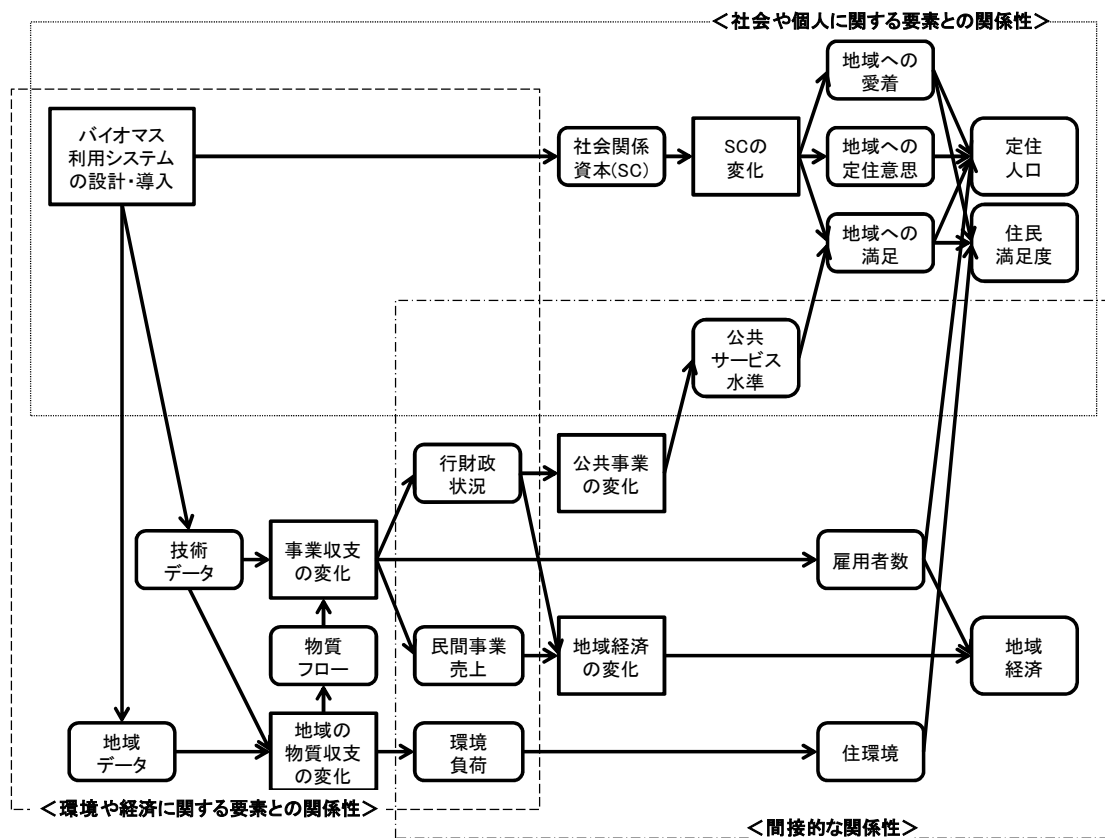 ＜社会や個人に関する要素との関係性＞
地域への
愛着
バイオマス
利用システム
の設計・導入
社会関係
資本(SC)
SCの
変化
地域への
定住意思
定住
人口
地域への
満足
住民
満足度
公共
サービス
水準
行財政
状況
公共事業
の変化
技術
データ
事業収支
の変化
雇用者数
物質
フロー
民間事業
売上
地域経済
の変化
地域
経済
地域
データ
地域の
物質収支
の変化
環境
負荷
住環境
＜環境や経済に関する要素との関係性＞
＜間接的な関係性＞